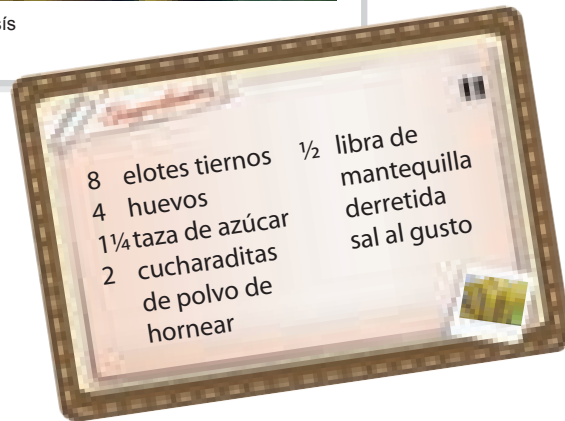 sís
8 elotes tiernos
4 huevos
1¼ taza de azúcar
2 cucharaditas
de polvo de
hornear
½ libra de
mantequilla
derretida
sal al gusto